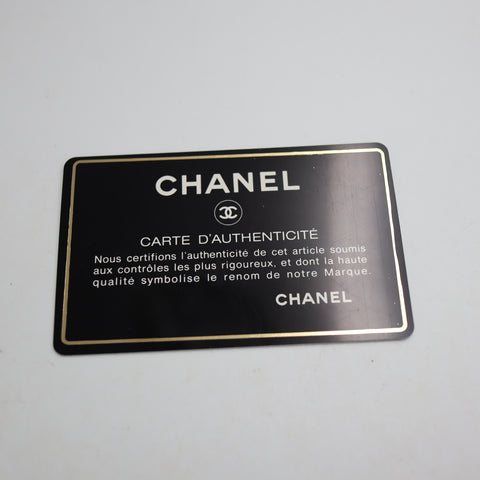 CHANEL
CARTE D'AUTHENTICITÉ
Nous certifions l'authenticité de cet article soumis
aux contrôles les plus rigoureux, et dont la haute
qualité symbolise le renom de notre Marque.
CHANEL